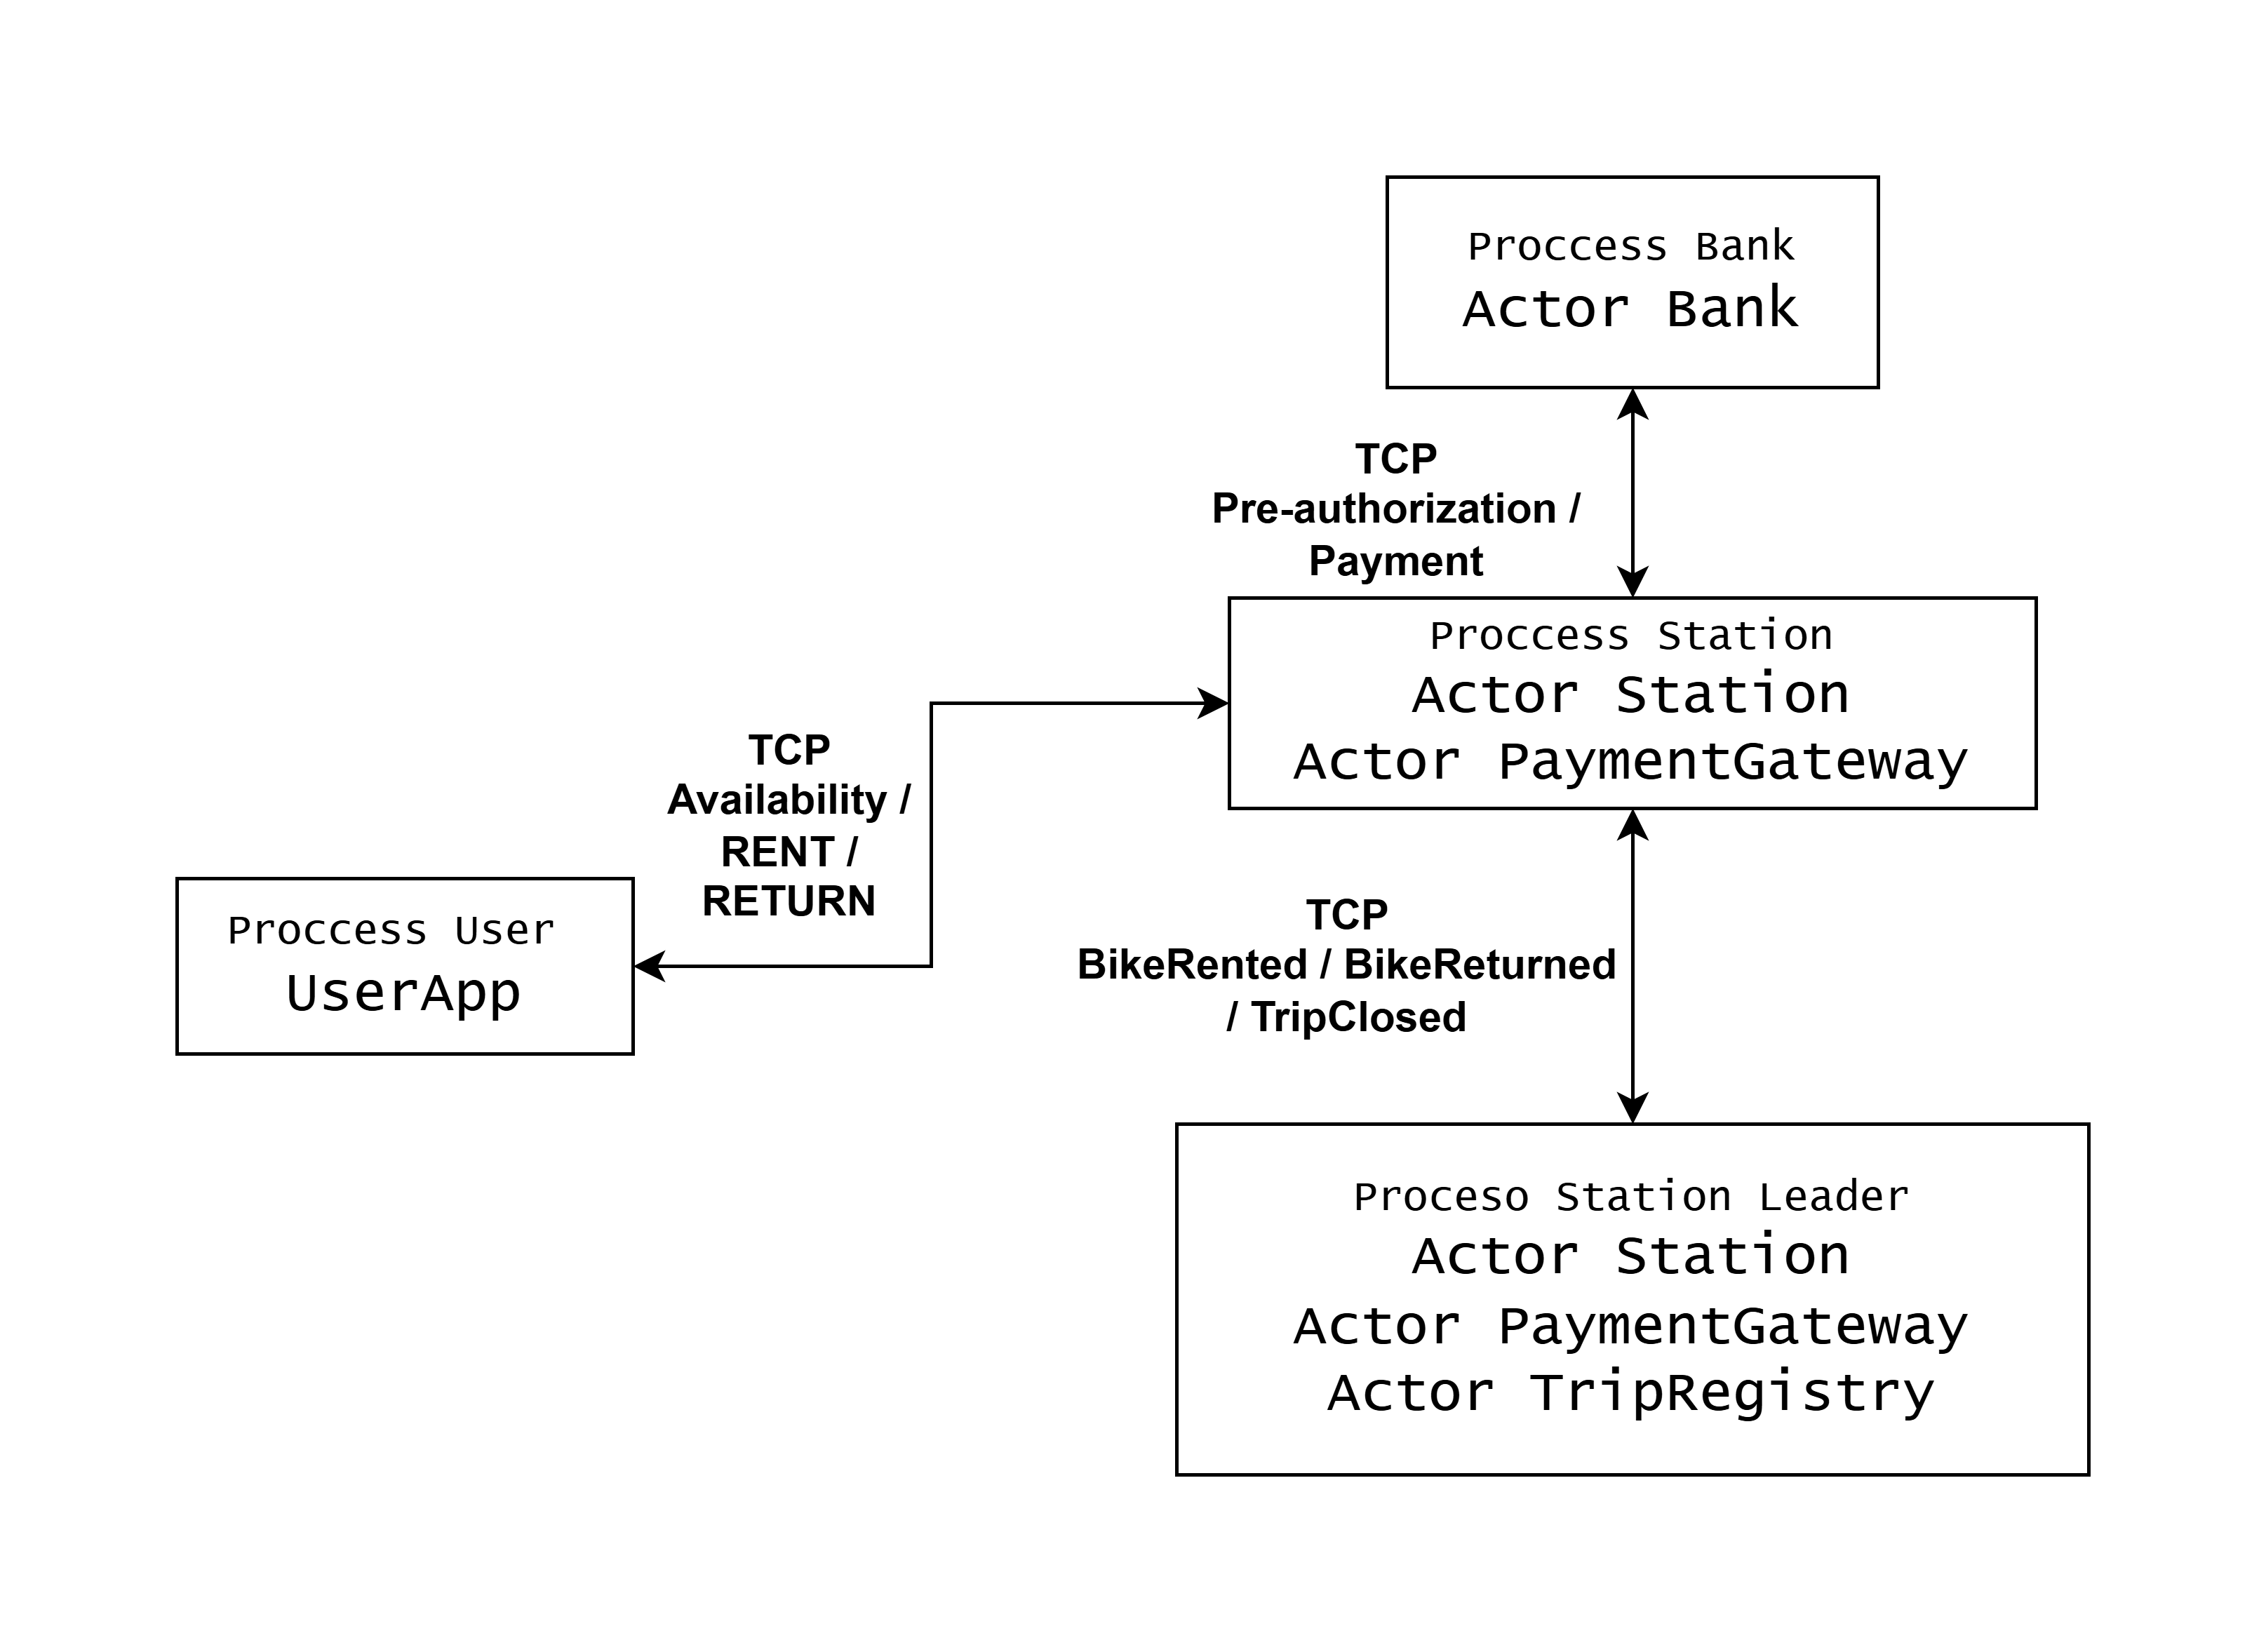 Proccess Bank
Actor Bank
TCP
Pre-authorization /
Payment
Proccess Station
Actor Station
Actor PaymentGateway
TCP
Availability /
RENT /
RETURN
Proccess User
UserApp
TCP
BikeRented / BikeReturned
/ TripClosed
Proceso Station Leader
Actor Station
Actor PaymentGateway
Actor TripRegistry